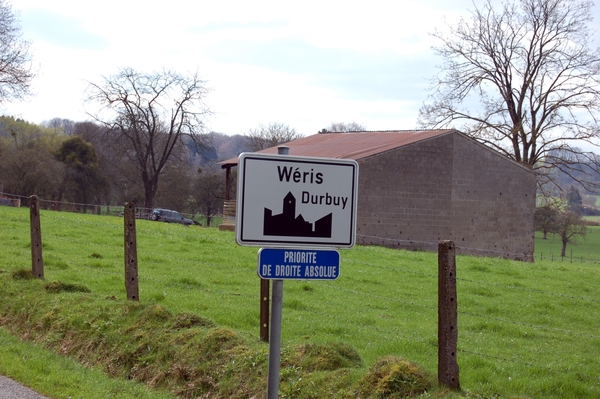 Wéris
Durbuy
PRIORITE
DE DROITE ABSOLUE